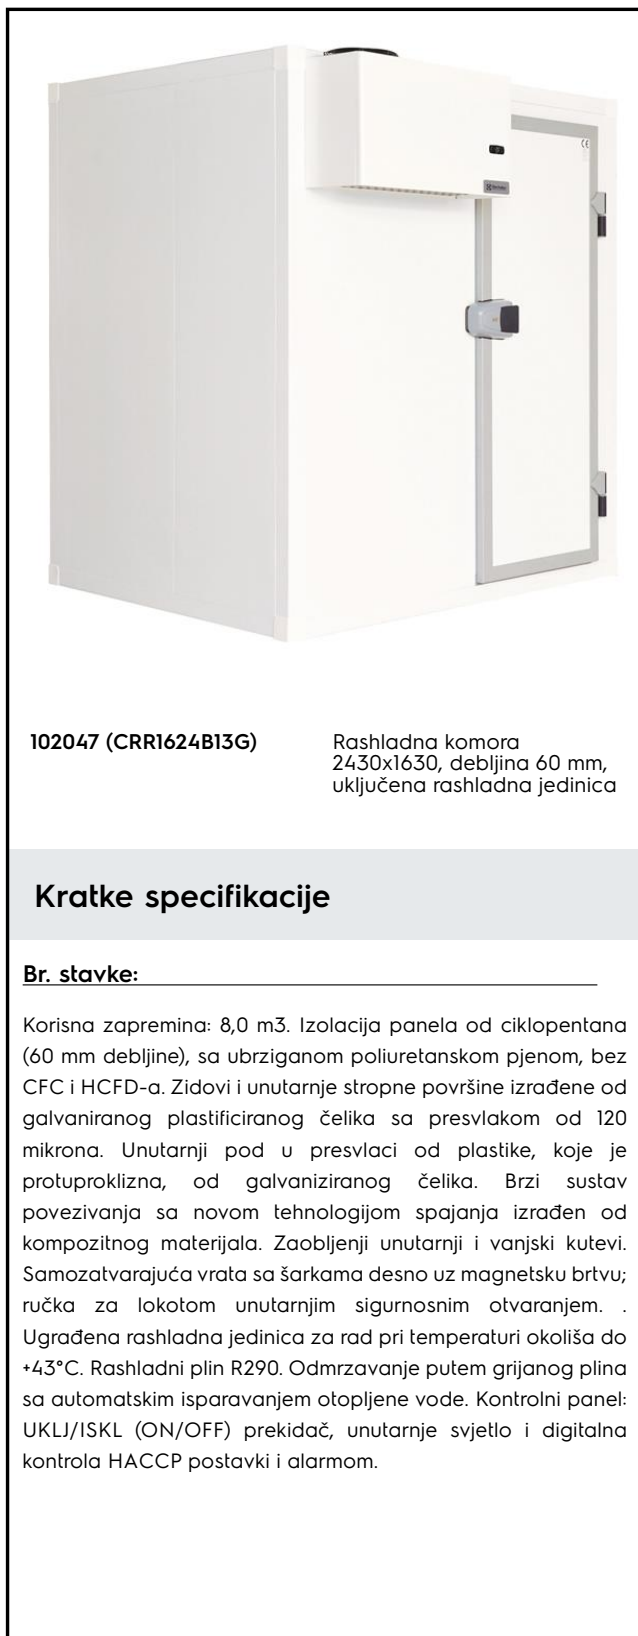 102047 (CRR1624B13G)
Rashladna komora
2430x1630, debljina 60 mm,
uključena rashladna jedinica
Kratke specifikacije
Br. stavke:
Korisna zapremina: 8,0 m3. Izolacija panela od ciklopentana
(60 mm debljine), sa ubrziganom poliuretanskom pjenom, bez
CFC i HCFD-a. Zidovi i unutarnje stropne površine izrađene od
galvaniranog plastificiranog čelika sa presvlakom od 120
mikrona. Unutarnji pod u presvlaci od plastike, koje je
protuproklizna, od galvaniziranog čelika. Brzi sustav
povezivanja sa novom tehnologijom spajanja izrađen od
kompozitnog materijala. Zaobljenji unutarnji i vanjski kutevi.
Samozatvarajuća vrata sa šarkama desno uz magnetsku brtvu;
ručka za lokotom unutarnjim sigurnosnim otvaranjem. .
Ugrađena rashladna jedinica za rad pri temperaturi okoliša do
+43°C. Rashladni plin R290. Odmrzavanje putem grijanog plina
sa automatskim isparavanjem otopljene vode. Kontrolni panel:
UKLJ/ISKL (ON/OFF) prekidač, unutarnje svjetlo i digitalna
kontrola HACCP postavki i alarmom.